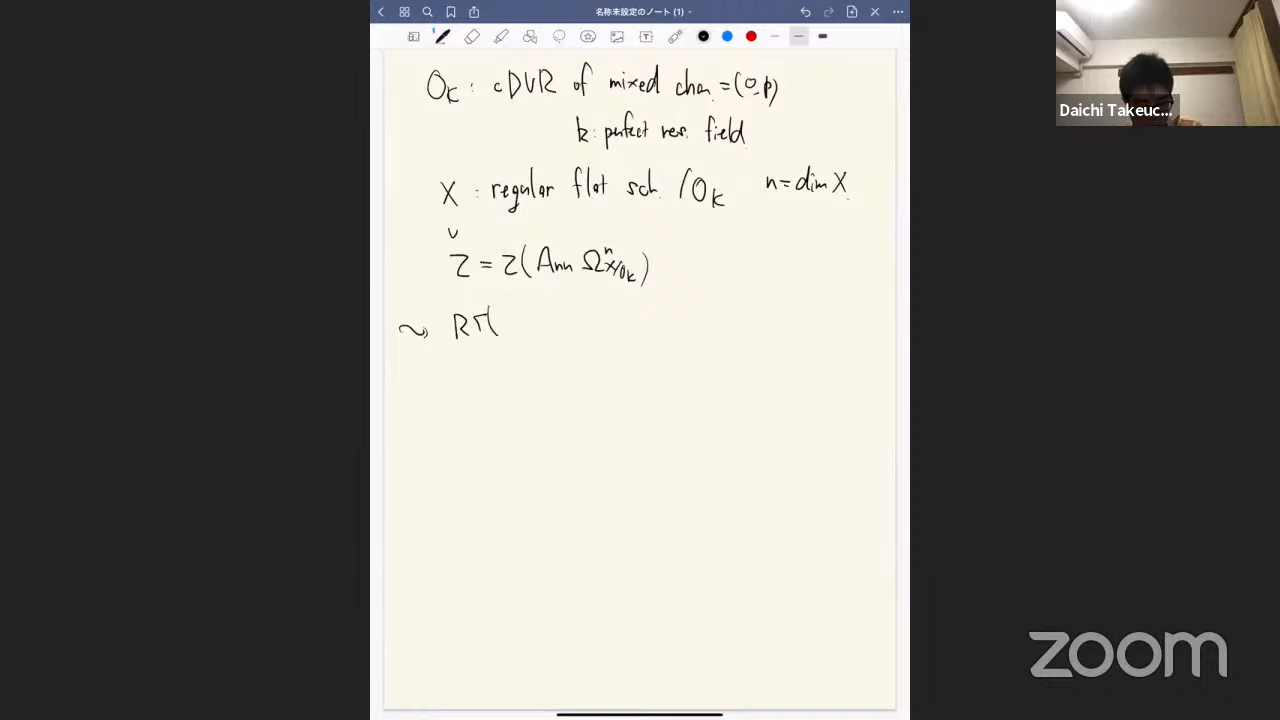 名称未設定のノート (1)
O_K : cDVR of mixed char. = (0, p)
k : perfect res. field
X : regular flat sch. / O_K n = dim X
∪
Z = Z(Ann Ω^n_{X/O_K})
⇝ Rπ
Daichi Takeuc...
zoom